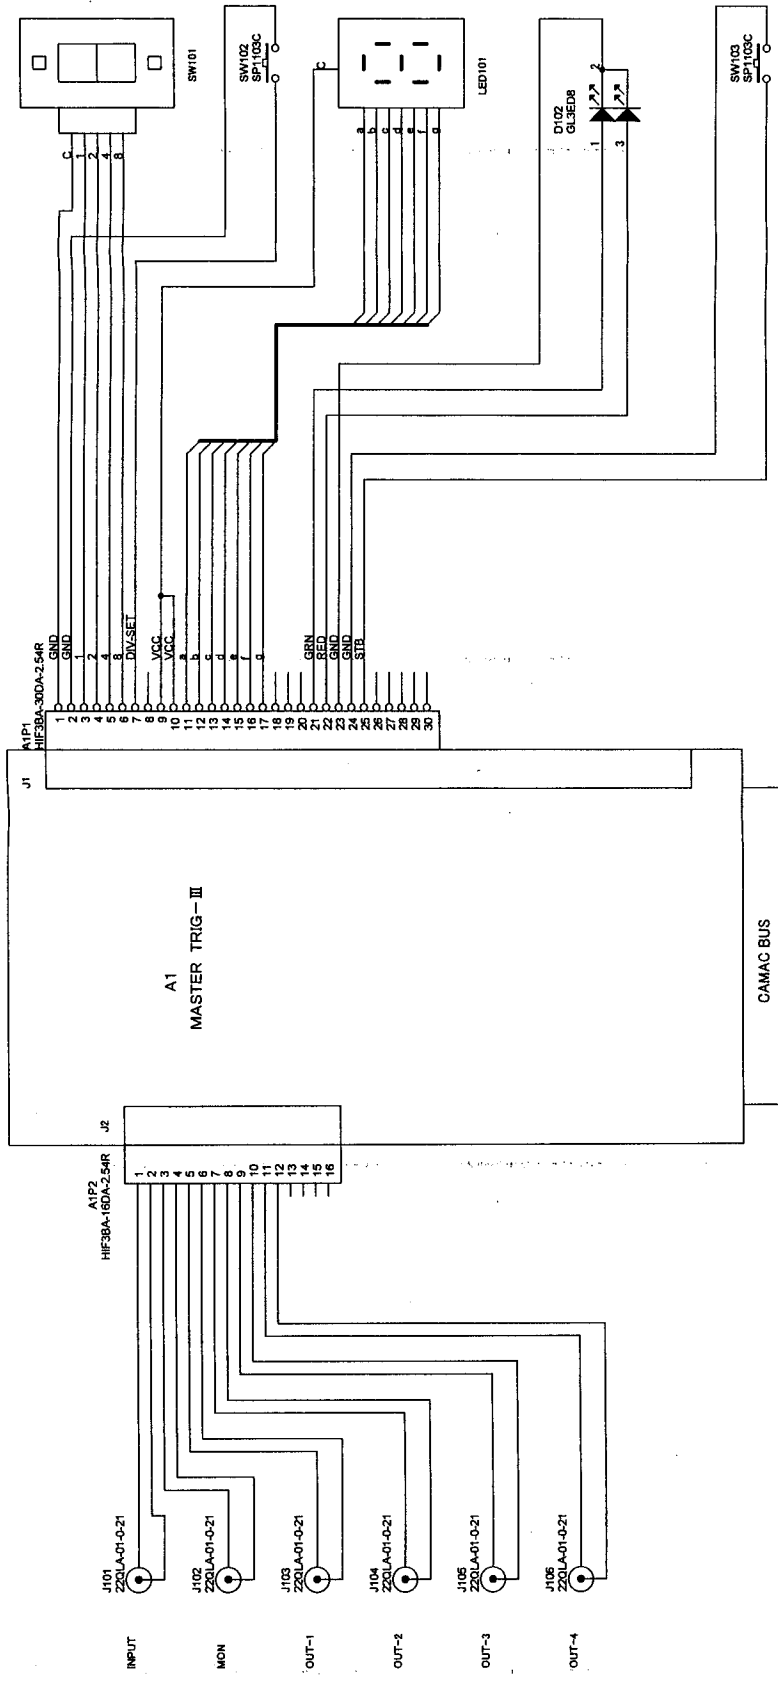 SW101
C
1
2
4
8
SW102
SP1103C
C
LED101
a
b
c
d
e
f
g
D102
GL3ED8
2
1
3
SW103
SP1103C
A1P1
HIF3BA-30DA-2.54R
GND
GND
1
2
4
8
DIV-SET
VCC
VCC
a
b
c
d
e
f
g
GRN
RED
GND
GND
STB
1
2
3
4
5
6
7
8
9
10
11
12
13
14
15
16
17
18
19
20
21
22
23
24
25
26
27
28
29
30
J1
A1
MASTER TRIG-III
CAMAC BUS
J2
A1P2
HIF3BA-16DA-2.54R
1
2
3
4
5
6
7
8
9
10
11
12
13
14
15
16
J101
22QLA-01-0-21
INPUT
J102
22QLA-01-0-21
MON
J103
22QLA-01-0-21
OUT-1
J104
22QLA-01-0-21
OUT-2
J105
22QLA-01-0-21
OUT-3
J106
22QLA-01-0-21
OUT-4